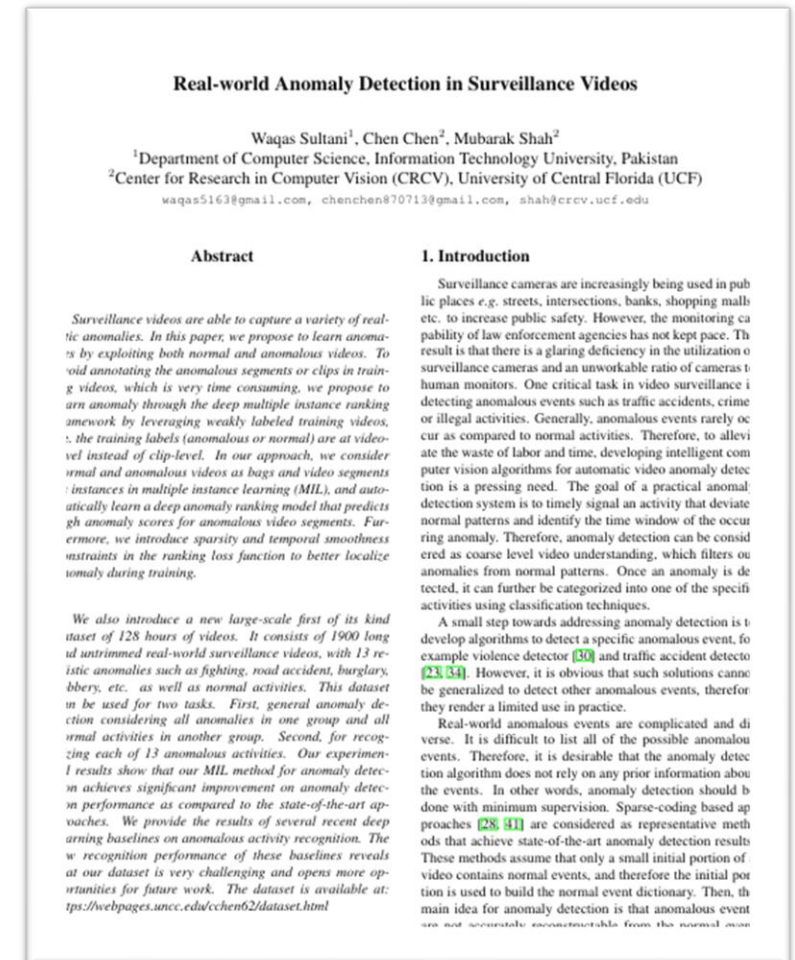 Real-world Anomaly Detection in Surveillance Videos
Waqas Sultani1, Chen Chen2, Mubarak Shah2
1Department of Computer Science, Information Technology University, Pakistan
2Center for Research in Computer Vision (CRCV), University of Central Florida (UCF)
waqas5163@gmail.com, chenchen870713@gmail.com, shah@crcv.ucf.edu
Abstract
Surveillance videos are able to capture a variety of real-
tic anomalies. In this paper, we propose to learn anoma-
s by exploiting both normal and anomalous videos. To
oid annotating the anomalous segments or clips in train-
g videos, which is very time consuming, we propose to
arn anomaly through the deep multiple instance ranking
amework by leveraging weakly labeled training videos,
. the training labels (anomalous or normal) are at video-
vel instead of clip-level. In our approach, we consider
rmal and anomalous videos as bags and video segments
instances in multiple instance learning (MIL), and auto-
atically learn a deep anomaly ranking model that predicts
gh anomaly scores for anomalous video segments. Fur-
ermore, we introduce sparsity and temporal smoothness
nstraints in the ranking loss function to better localize
omaly during training.
We also introduce a new large-scale first of its kind
taset of 128 hours of videos. It consists of 1900 long
d untrimmed real-world surveillance videos, with 13 re-
istic anomalies such as fighting, road accident, burglary,
bbery, etc. as well as normal activities. This dataset
n be used for two tasks. First, general anomaly de-
ction considering all anomalies in one group and all
rmal activities in another group. Second, for recog-
zing each of 13 anomalous activities. Our experimen-
l results show that our MIL method for anomaly detec-
on achieves significant improvement on anomaly detec-
on performance as compared to the state-of-the-art ap-
oaches. We provide the results of several recent deep
arning baselines on anomalous activity recognition. The
w recognition performance of these baselines reveals
at our dataset is very challenging and opens more op-
rtunities for future work. The dataset is available at:
tps://webpages.uncc.edu/cchen62/dataset.html
1. Introduction
Surveillance cameras are increasingly being used in pub
lic places e.g. streets, intersections, banks, shopping malls
etc. to increase public safety. However, the monitoring ca
pability of law enforcement agencies has not kept pace. Th
result is that there is a glaring deficiency in the utilization o
surveillance cameras and an unworkable ratio of cameras t
human monitors. One critical task in video surveillance i
detecting anomalous events such as traffic accidents, crime
or illegal activities. Generally, anomalous events rarely oc
cur as compared to normal activities. Therefore, to allevi
ate the waste of labor and time, developing intelligent com
puter vision algorithms for automatic video anomaly detec
tion is a pressing need. The goal of a practical anomal
detection system is to timely signal an activity that deviate
normal patterns and identify the time window of the occur
ring anomaly. Therefore, anomaly detection can be consid
ered as coarse level video understanding, which filters ou
anomalies from normal patterns. Once an anomaly is de
tected, it can further be categorized into one of the specifi
activities using classification techniques.
A small step towards addressing anomaly detection is t
develop algorithms to detect a specific anomalous event, fo
example violence detector [30] and traffic accident detecto
[23, 34]. However, it is obvious that such solutions canno
be generalized to detect other anomalous events, therefor
they render a limited use in practice.
Real-world anomalous events are complicated and di
verse. It is difficult to list all of the possible anomalou
events. Therefore, it is desirable that the anomaly detec
tion algorithm does not rely on any prior information abou
the events. In other words, anomaly detection should b
done with minimum supervision. Sparse-coding based ap
proaches [28, 41] are considered as representative meth
ods that achieve state-of-the-art anomaly detection results
These methods assume that only a small initial portion of
video contains normal events, and therefore the initial por
tion is used to build the normal event dictionary. Then, th
main idea for anomaly detection is that anomalous event
are not accurately reconstructable from the normal even